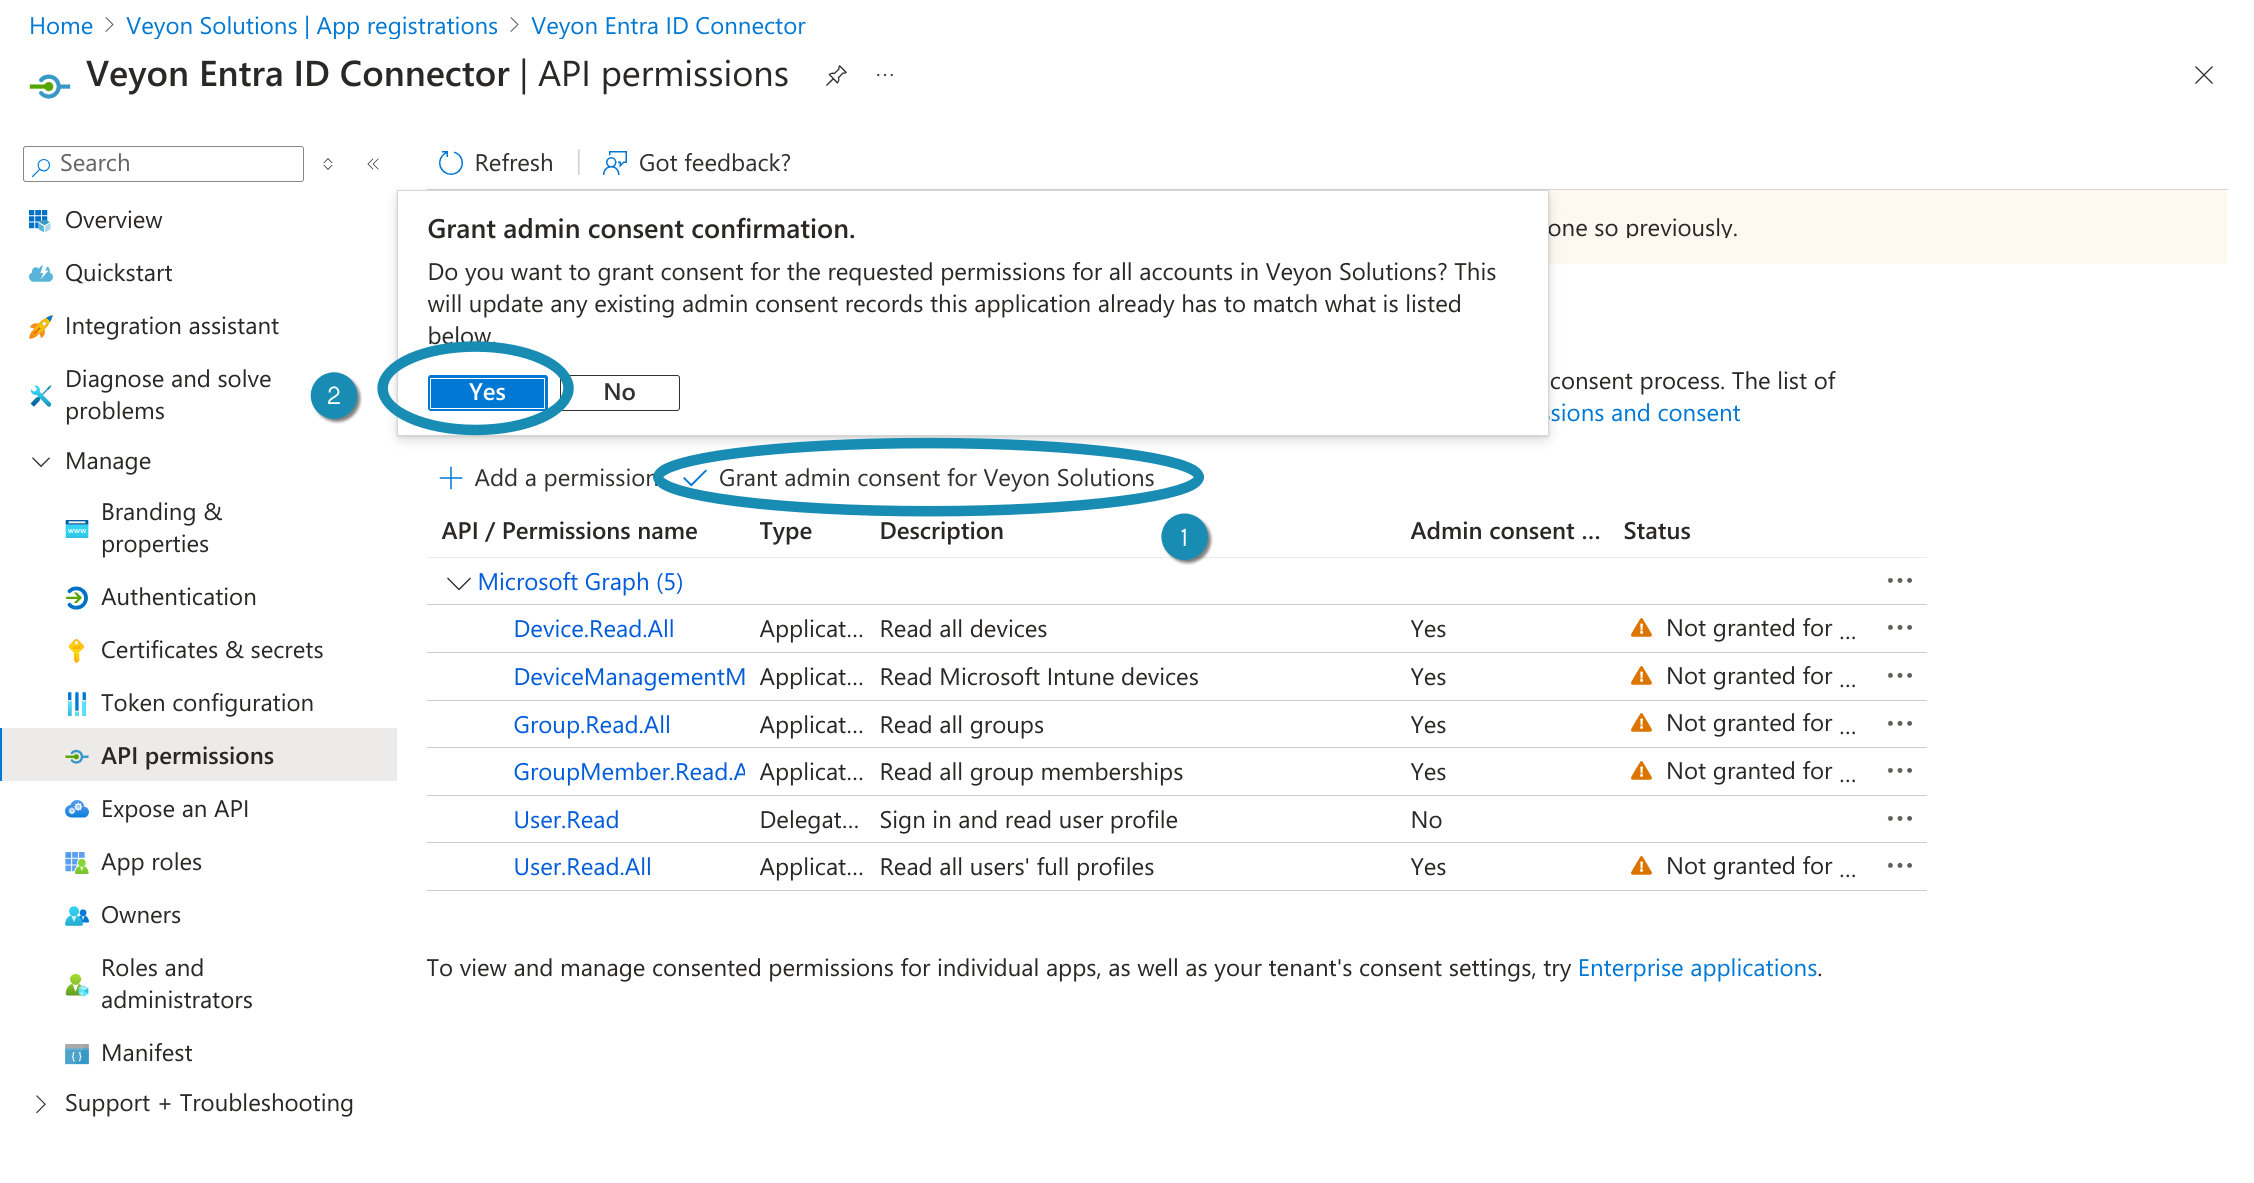 Home > Veyon Solutions | App registrations > Veyon Entra ID Connector
Veyon Entra ID Connector | API permissions
Search
Refresh
Got feedback?
Overview
Quickstart
Integration assistant
Diagnose and solve
problems
Manage
Branding &
properties
Authentication
Certificates & secrets
Token configuration
API permissions
Expose an API
App roles
Owners
Roles and
administrators
Manifest
Support + Troubleshooting
Grant admin consent confirmation.
Do you want to grant consent for the requested permissions for all accounts in Veyon Solutions? This
will update any existing admin consent records this application already has to match what is listed
below.
Yes
No
2
one so previously.
consent process. The list of
sions and consent
Add a permission
Grant admin consent for Veyon Solutions
1
API / Permissions name Type Description Admin consent ... Status
Microsoft Graph (5)
Device.Read.All Applicat... Read all devices Yes Not granted for ...
DeviceManagementM Applicat... Read Microsoft Intune devices Yes Not granted for ...
Group.Read.All Applicat... Read all groups Yes Not granted for ...
GroupMember.Read.A Applicat... Read all group memberships Yes Not granted for ...
User.Read Delegat... Sign in and read user profile No
User.Read.All Applicat... Read all users' full profiles Yes Not granted for ...
To view and manage consented permissions for individual apps, as well as your tenant's consent settings, try Enterprise applications.